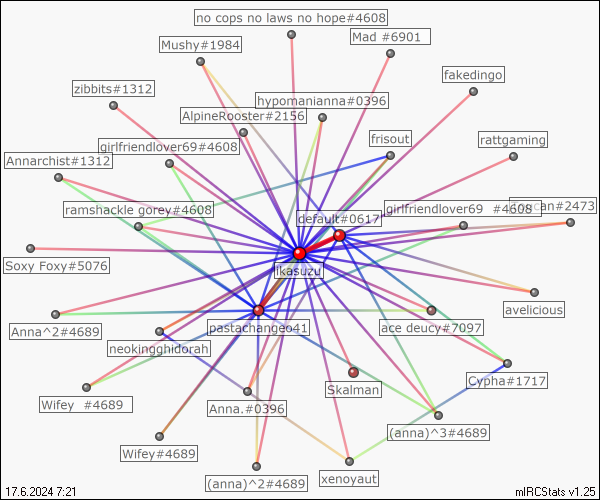 no cops no laws no hope#4608
Mad #6901
Mushy#1984
fakedingo
zibbits#1312
hypomanianna#0396
AlpineRooster#2156
frisout
rattgaming
girlfriendlover69#4608
Annarchist#1312
ramshackle gorey#4608
girlfriendlover69 #4608
can#2473
default#0617
Soxy Foxy#5076
ikasuzu
avelicious
Anna^2#4689
pastachangeo41
ace deucy#7097
neokingghidorah
Cypha#1717
Skalman
Wifey #4689
Anna.#0396
(anna)^3#4689
Wifey#4689
(anna)^2#4689
xenoyaut
17.6.2024 7:21
mIRCStats v1.25